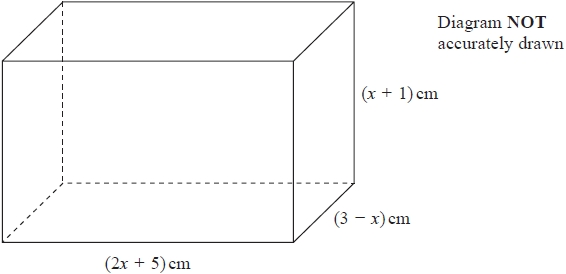 Diagram NOT
accurately drawn
(x + 1) cm
(3 − x) cm
(2x + 5) cm